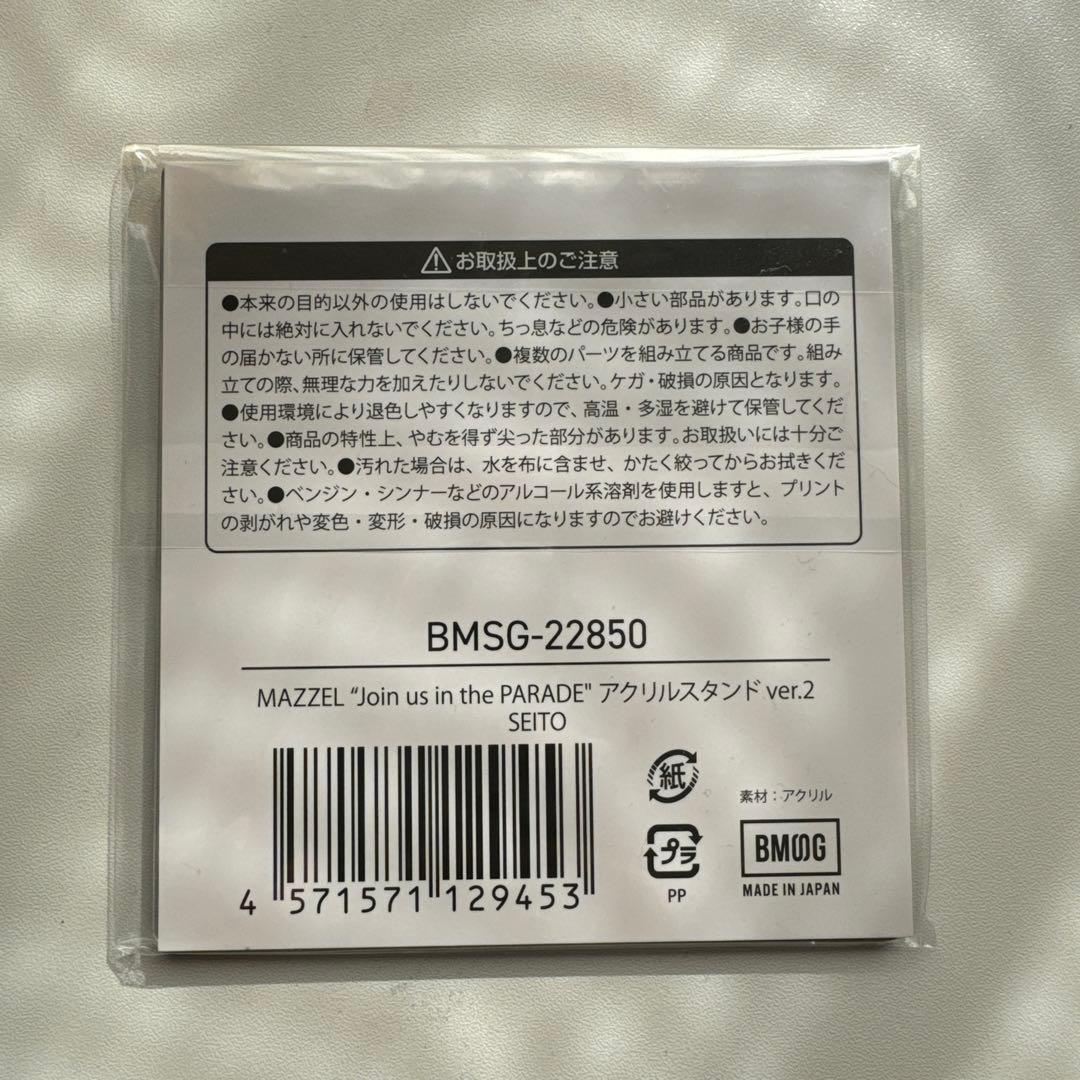 ⚠お取扱上のご注意
●本来の目的以外の使用はしないでください。●小さい部品があります。口の
中には絶対に入れないでください。ちっ息などの危険があります。●お子様の手
の届かない所に保管してください。●複数のパーツを組み立てる商品です。組み
立ての際、無理な力を加えたりしないでください。ケガ・破損の原因となります。
●使用環境により退色しやすくなりますので、高温・多湿を避けて保管してくだ
さい。●商品の特性上、やむを得ず尖った部分があります。お取扱いには十分ご
注意ください。●汚れた場合は、水を布に含ませ、かたく絞ってからお拭きくだ
さい。●ベンジン・シンナーなどのアルコール系溶剤を使用しますと、プリント
の剥がれや変色・変形・破損の原因になりますのでお避けください。
BMSG-22850
MAZZEL “Join us in the PARADE" アクリルスタンド ver.2
SEITO
4 571571 129453
紙
プラ
PP
素材：アクリル
BMSG
MADE IN JAPAN